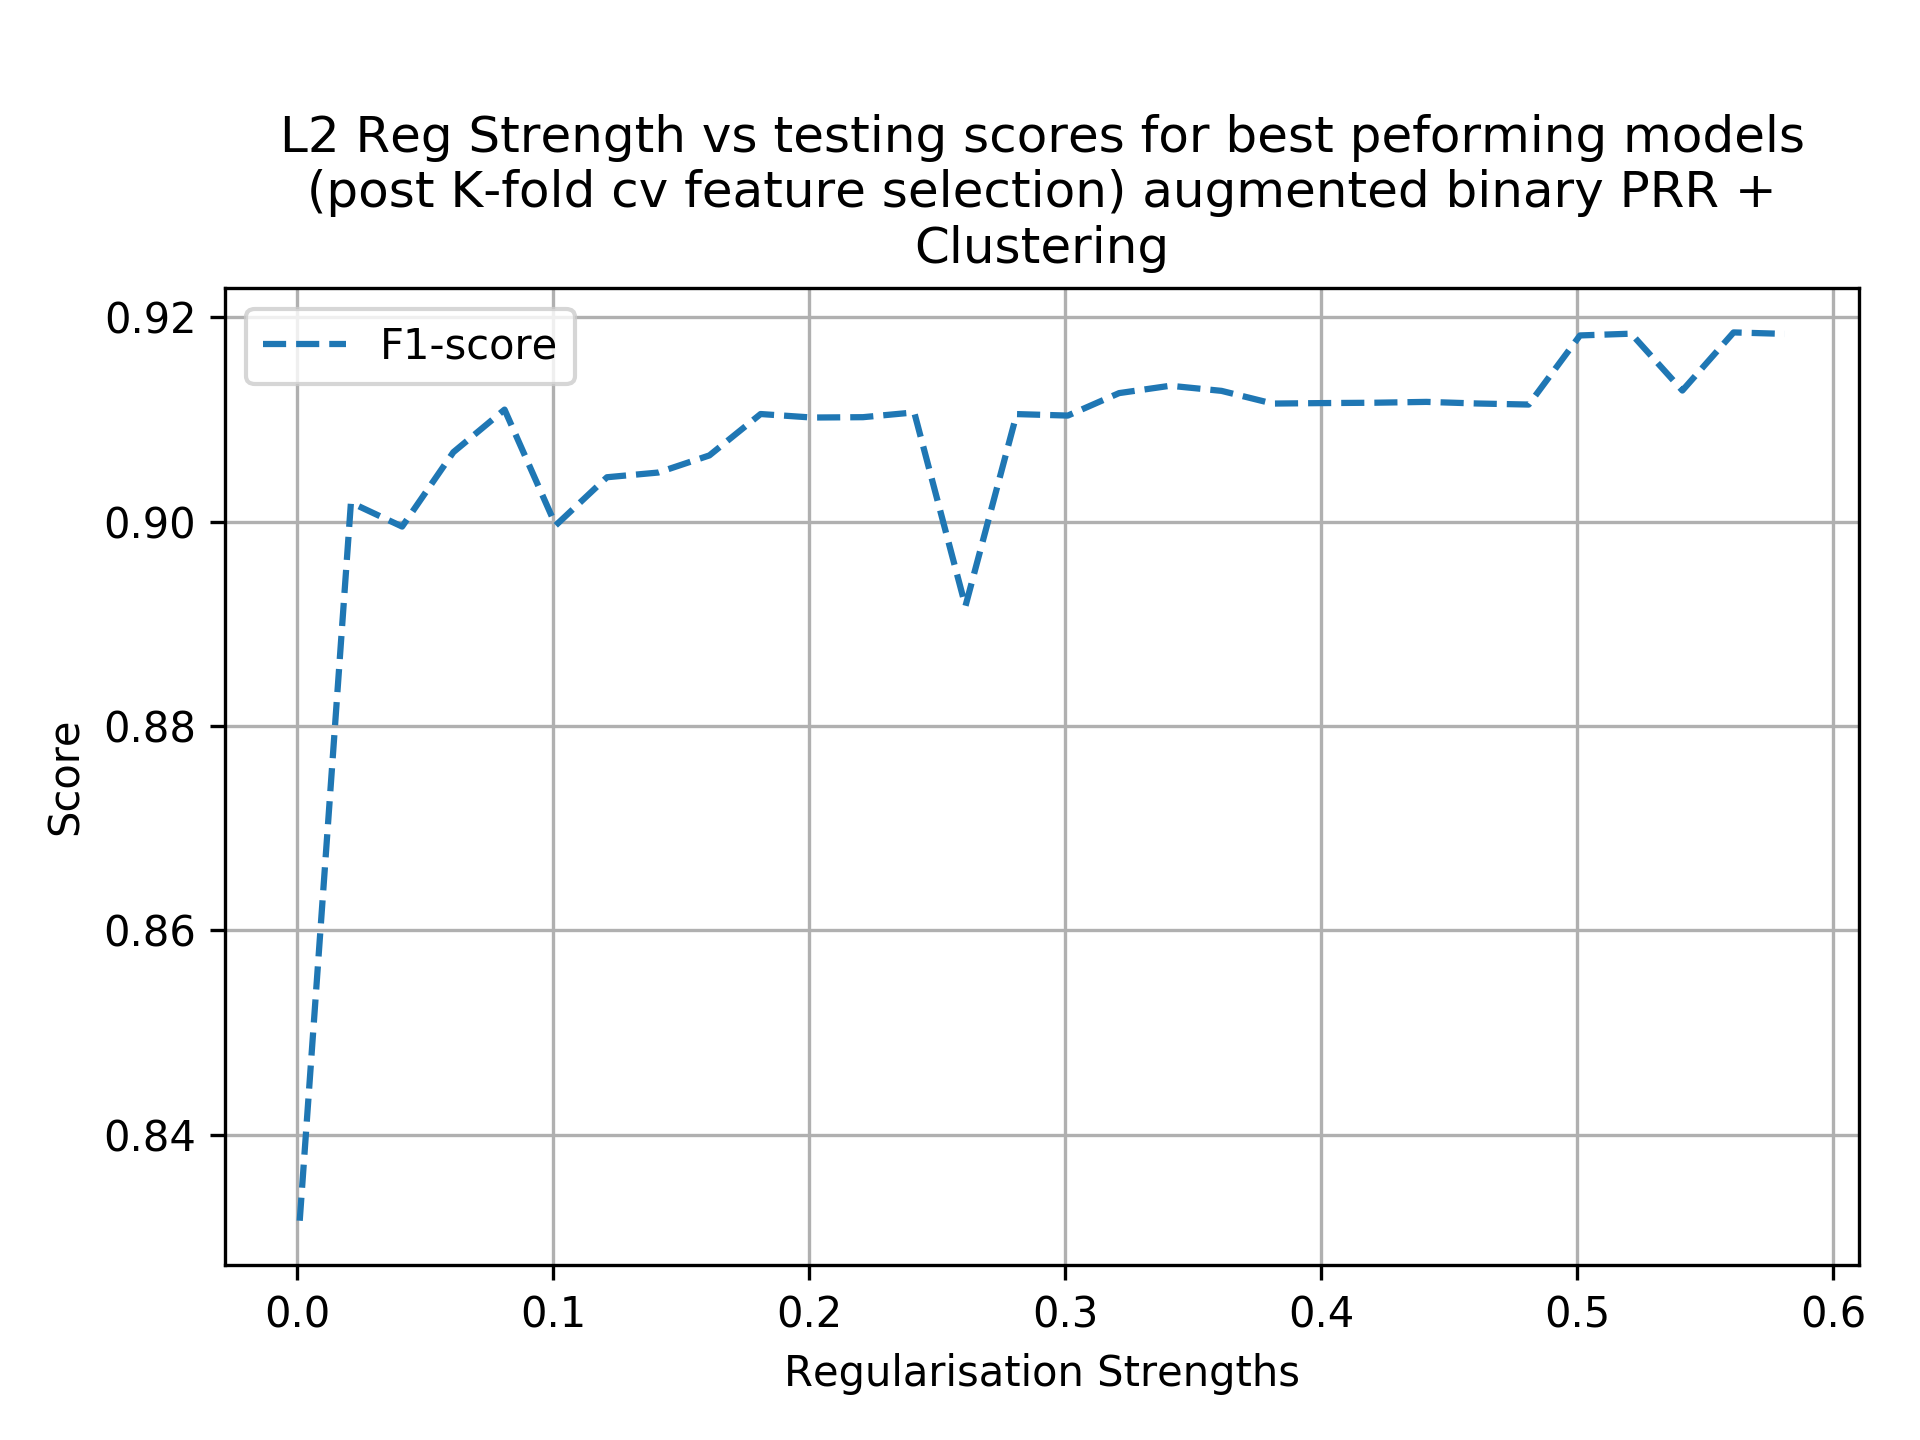 L2 Reg Strength vs testing scores for best peforming models
(post K-fold cv feature selection) augmented binary PRR +
Clustering
F1-score
0.92
0.90
0.88
0.86
0.84
Score
0.0 0.1 0.2 0.3 0.4 0.5 0.6
Regularisation Strengths